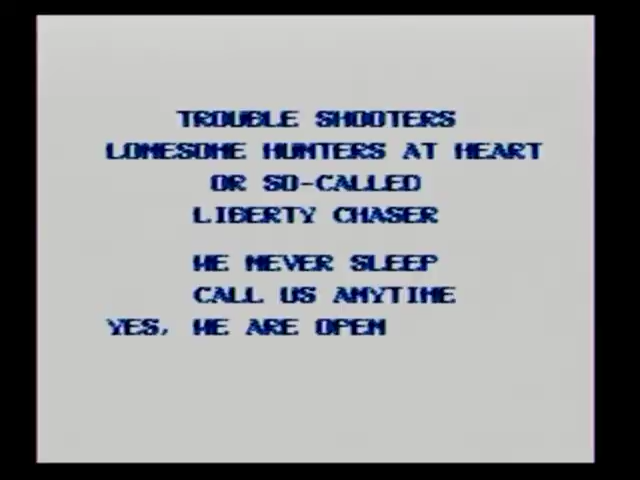 TROUBLE SHOOTERS
LONESOME HUNTERS AT HEART
OR SO-CALLED
LIBERTY CHASER
WE NEVER SLEEP
CALL US ANYTIME
YES, WE ARE OPEN